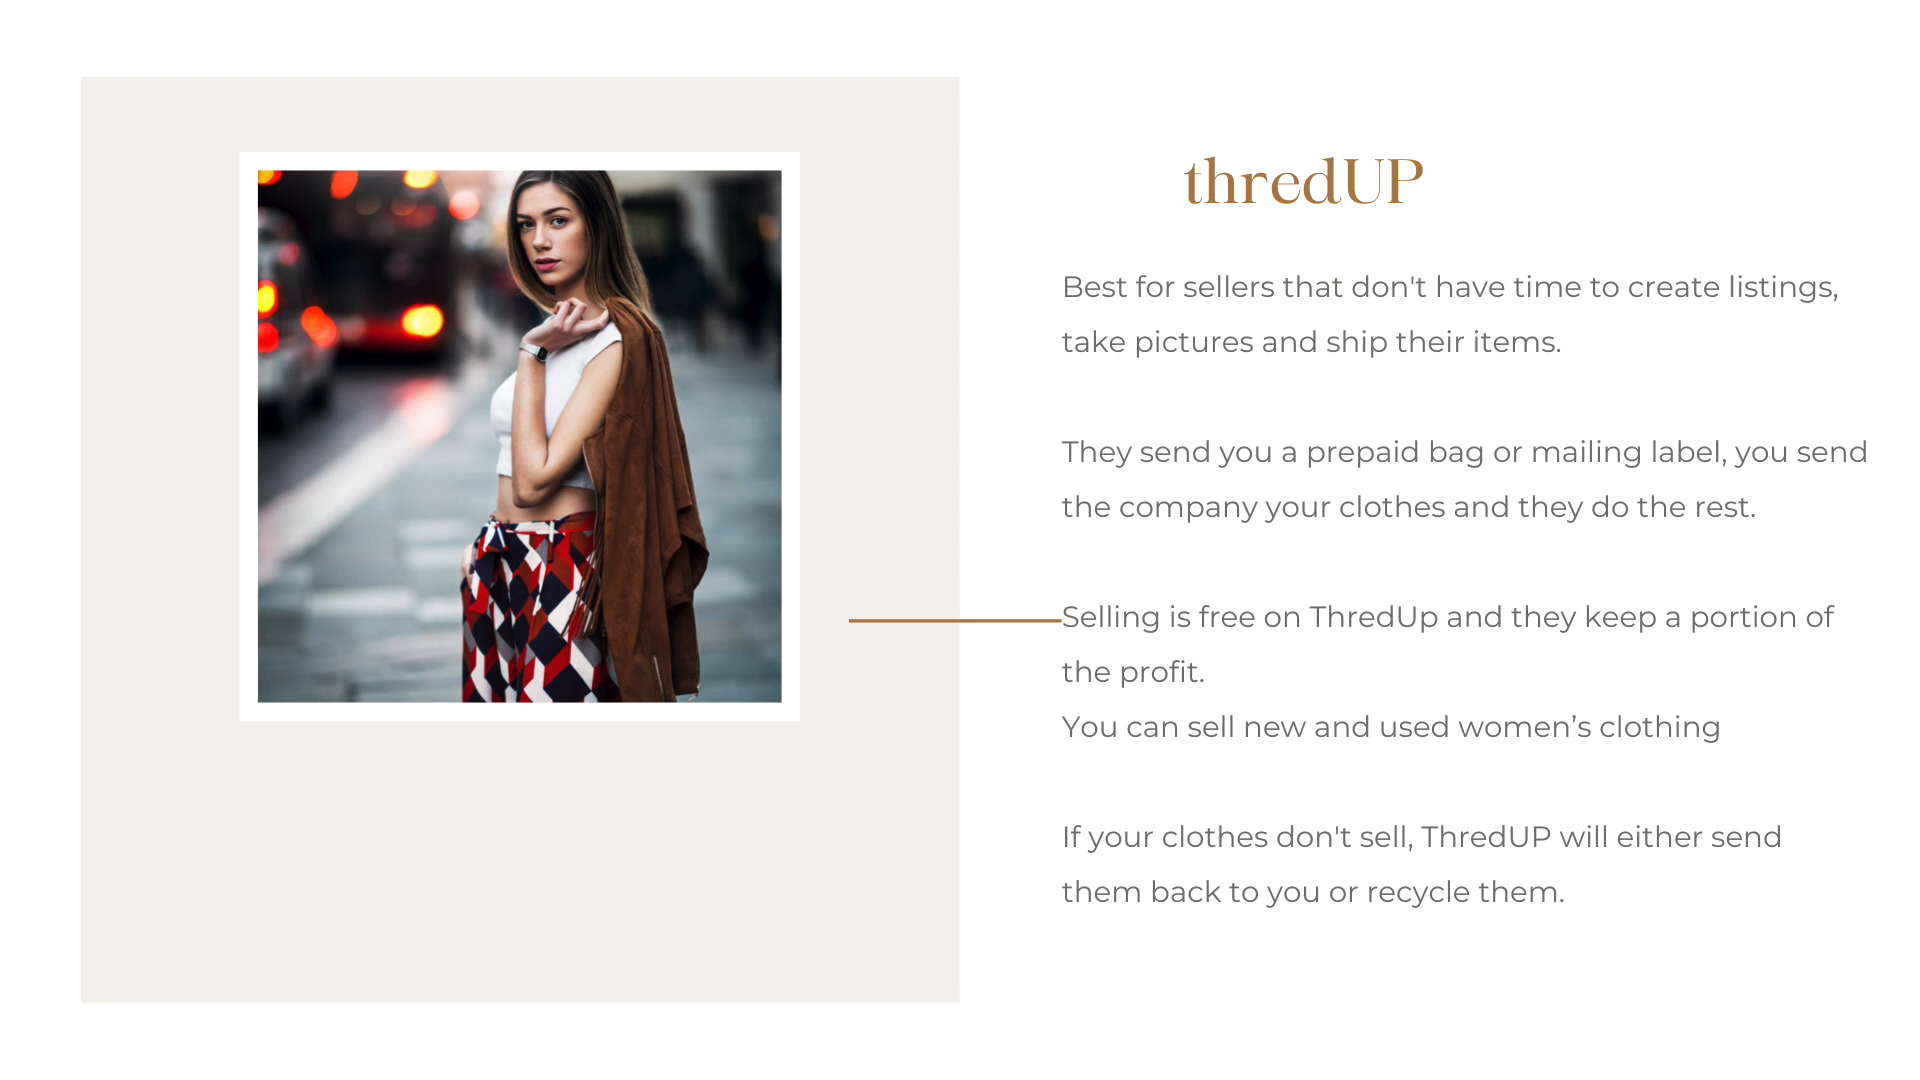 thredUP
Best for sellers that don't have time to create listings,
take pictures and ship their items.
They send you a prepaid bag or mailing label, you send
the company your clothes and they do the rest.
Selling is free on ThredUp and they keep a portion of
the profit.
You can sell new and used women’s clothing
If your clothes don't sell, ThredUP will either send
them back to you or recycle them.